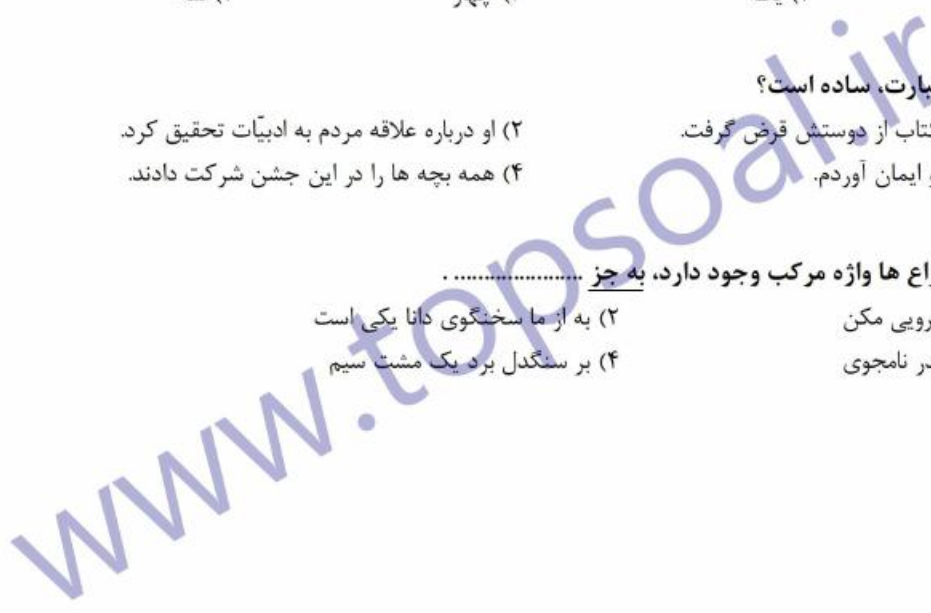 چهار
عبارت، ساده است؟
کتاب از دوستش قرض گرفت. ۲) او درباره علاقه مردم به ادبیّات تحقیق کرد.
ایمان آوردم. ۴) همه بچه ها را در این جشن شرکت دادند.
ها واژه مرکب وجود دارد، به جز ..................... .
رویی مکن ۲) به از ما سخنگوی دانا یکی است
در نامجوی ۴) بر سنگدل برد یک مشت سیم
www.topsoal.ir